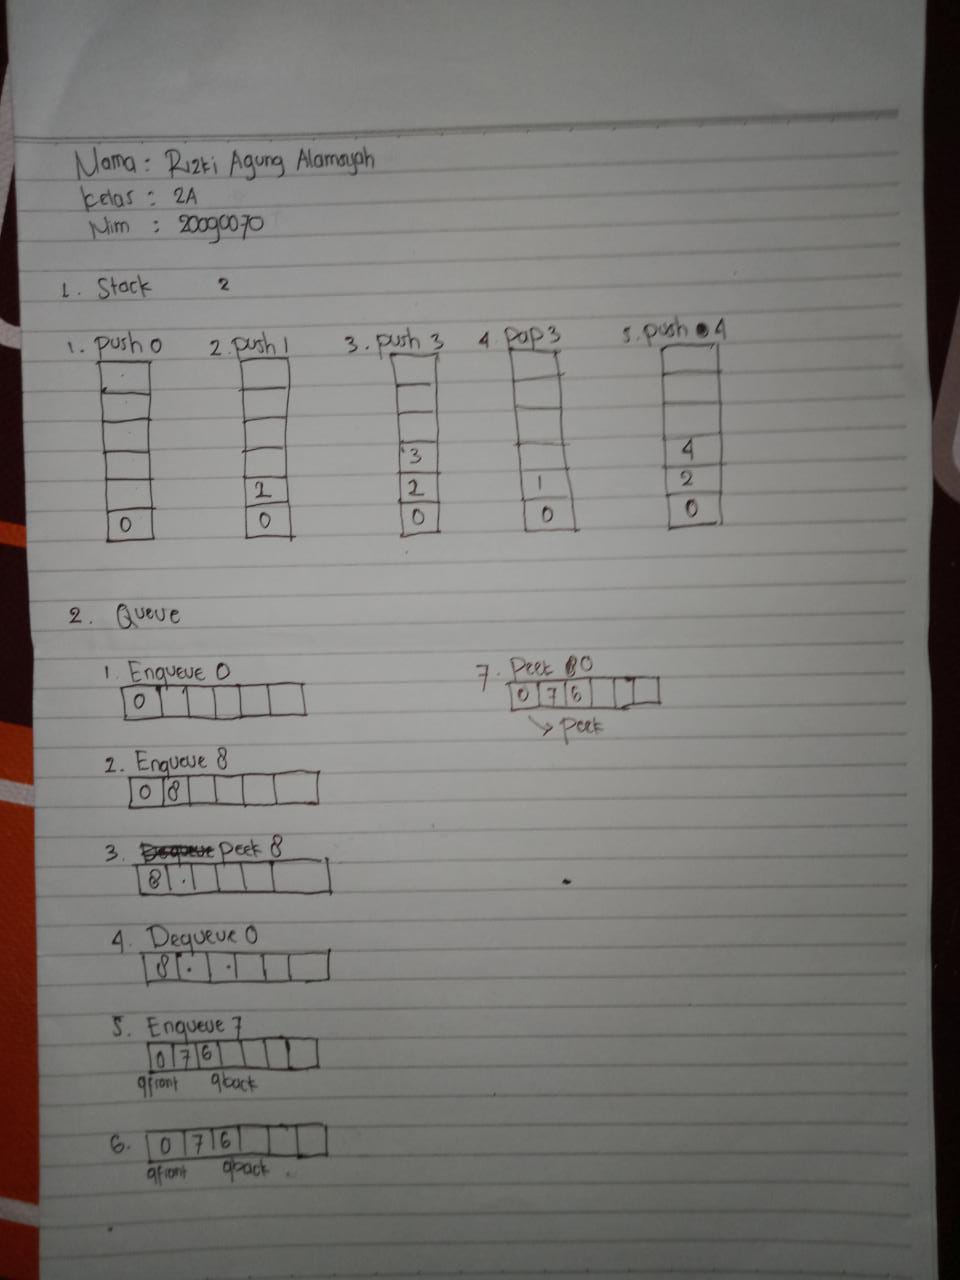 Nama : Rizki Agung Alamsyah
Kelas : 2A
Nim : 20090070
1. Stack 2
1. push 0 2. push 1 3. push 3 4. pop 3 5. push 4
3 4
2 2 1 2
0 0 0 0 0
2. Queue
1. Enqueue 0
0
2. Enqueue 8
0 8
3. peek 8
8
4. Dequeue 0
8
5. Enqueue 7
0 7 6
qfront qback
6. 0 7 6
qfront qback
7. Peek 0
0 7 6
peek